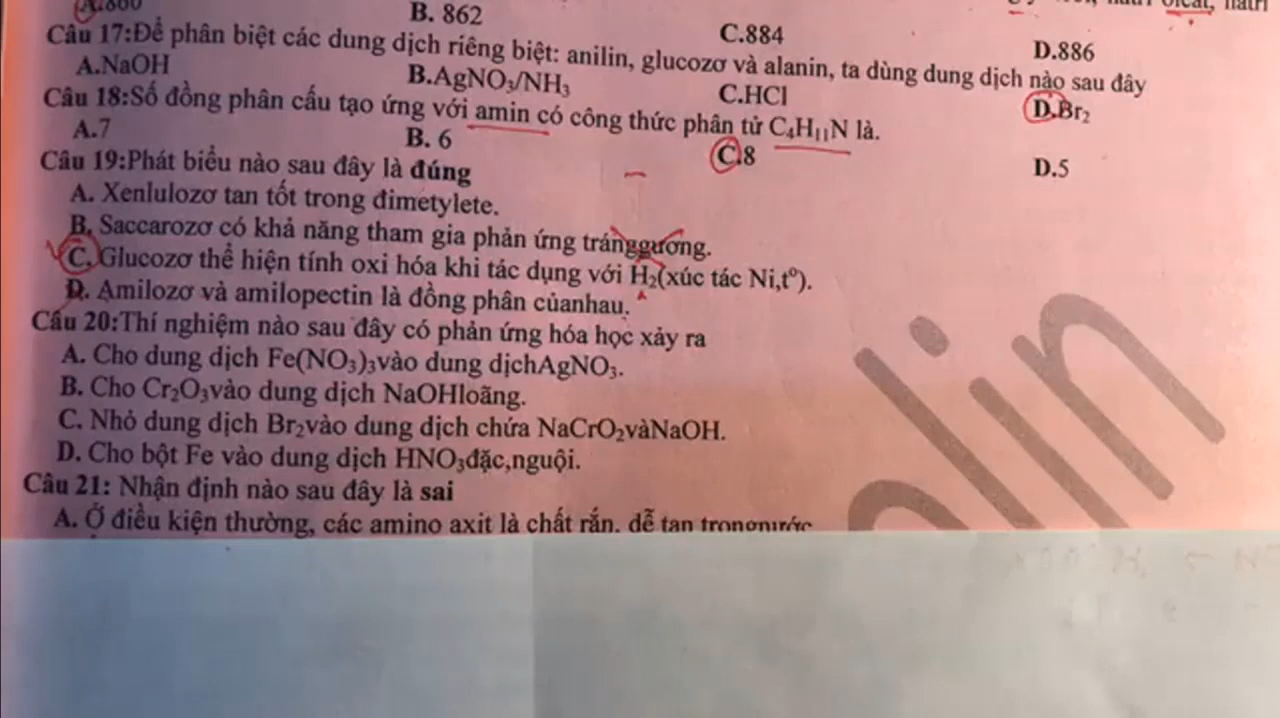 A.860 B. 862 C.884 D.886
Câu 17:Để phân biệt các dung dịch riêng biệt: anilin, glucozơ và alanin, ta dùng dung dịch nào sau đây
A.NaOH B.AgNO₃/NH₃ C.HCl D.Br₂
Câu 18:Số đồng phân cấu tạo ứng với amin có công thức phân tử C₄H₁₁N là.
A.7 B. 6 C.8 D.5
Câu 19:Phát biểu nào sau đây là đúng
A. Xenlulozơ tan tốt trong đimetylete.
B. Saccarozơ có khả năng tham gia phản ứng tránggương.
C. Glucozơ thể hiện tính oxi hóa khi tác dụng với H₂(xúc tác Ni,tº).
D. Amilozơ và amilopectin là đồng phân củanhau.
Câu 20:Thí nghiệm nào sau đây có phản ứng hóa học xảy ra
A. Cho dung dịch Fe(NO₃)₃vào dung dịchAgNO₃.
B. Cho Cr₂O₃vào dung dịch NaOHloãng.
C. Nhỏ dung dịch Br₂vào dung dịch chứa NaCrO₂vàNaOH.
D. Cho bột Fe vào dung dịch HNO₃đặc,nguội.
Câu 21: Nhận định nào sau đây là sai
A. Ở điều kiện thường, các amino axit là chất rắn, dễ tan trongnước